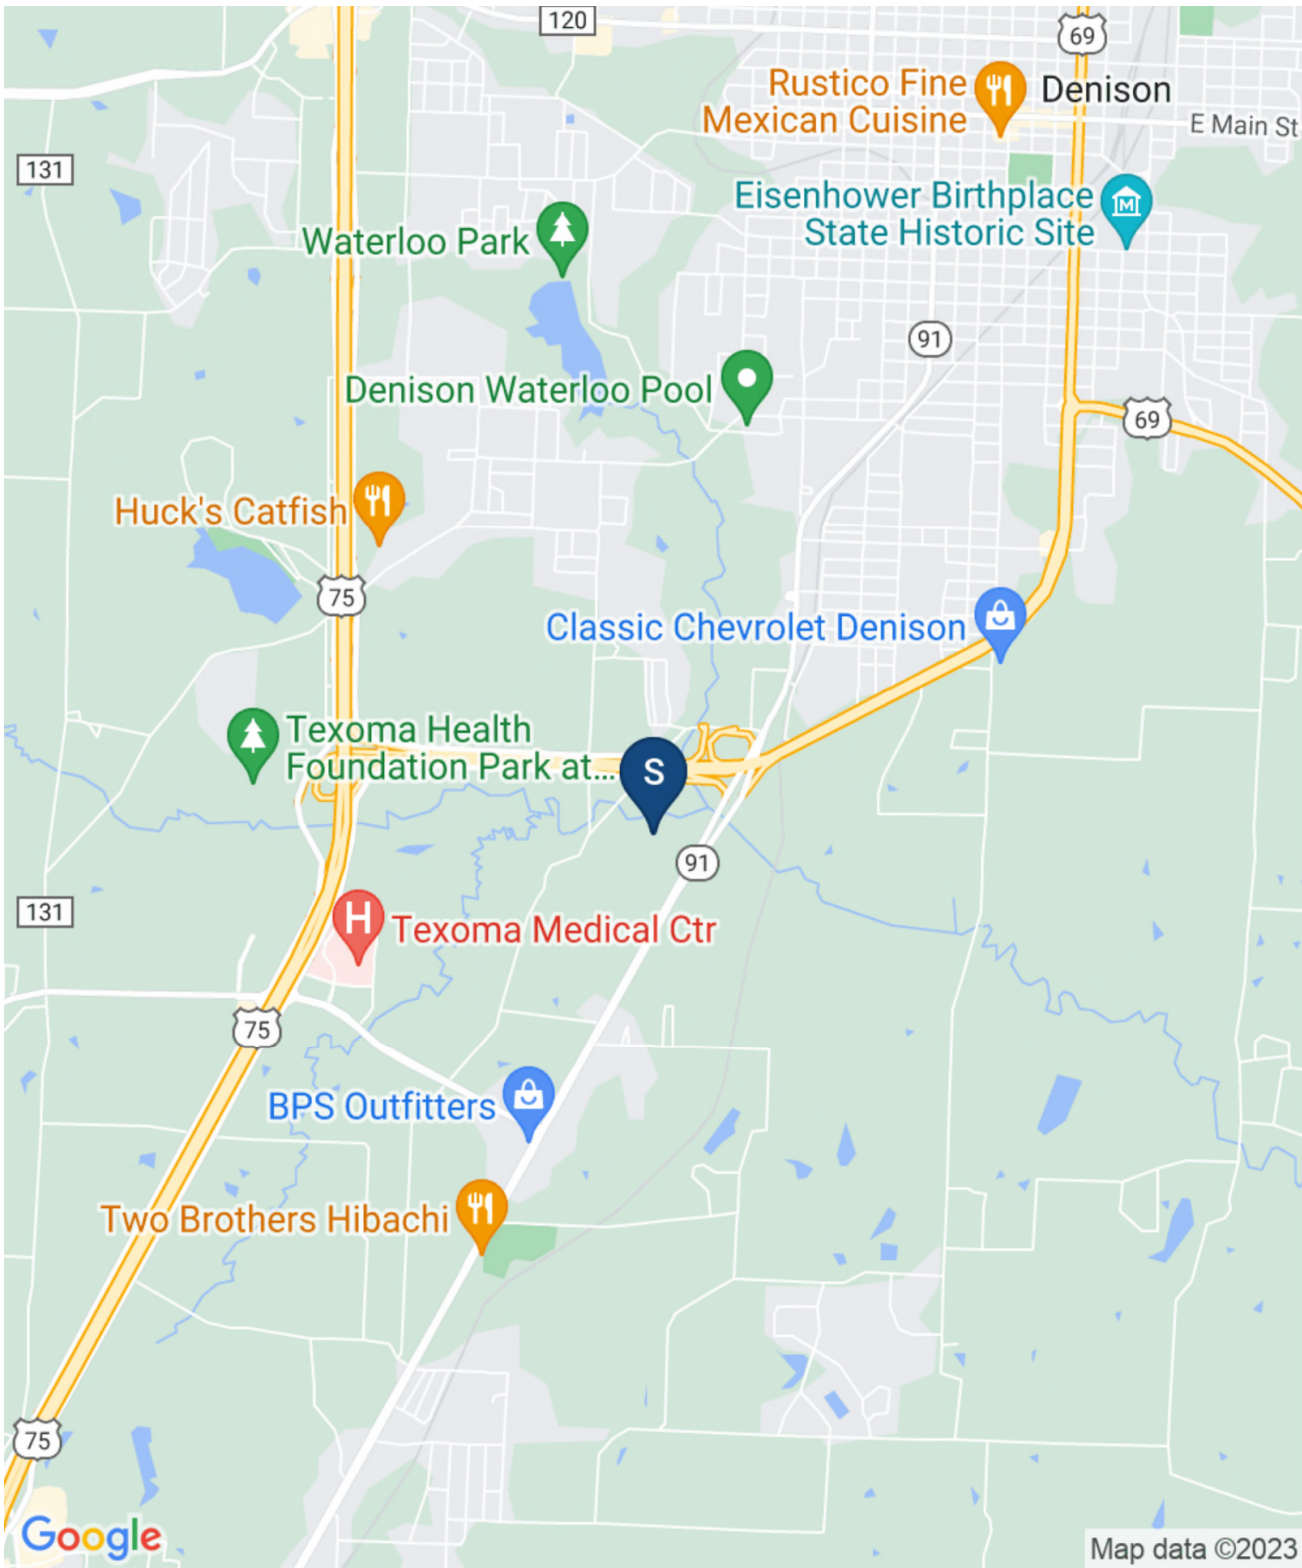 120
69
Rustico Fine
Mexican Cuisine
Denison
E Main St
131
Eisenhower Birthplace
State Historic Site
Waterloo Park
91
Denison Waterloo Pool
69
Huck's Catfish
75
Classic Chevrolet Denison
Texoma Health
Foundation Park at...
S
91
131
H
Texoma Medical Ctr
75
BPS Outfitters
Two Brothers Hibachi
75
Google
Map data ©2023